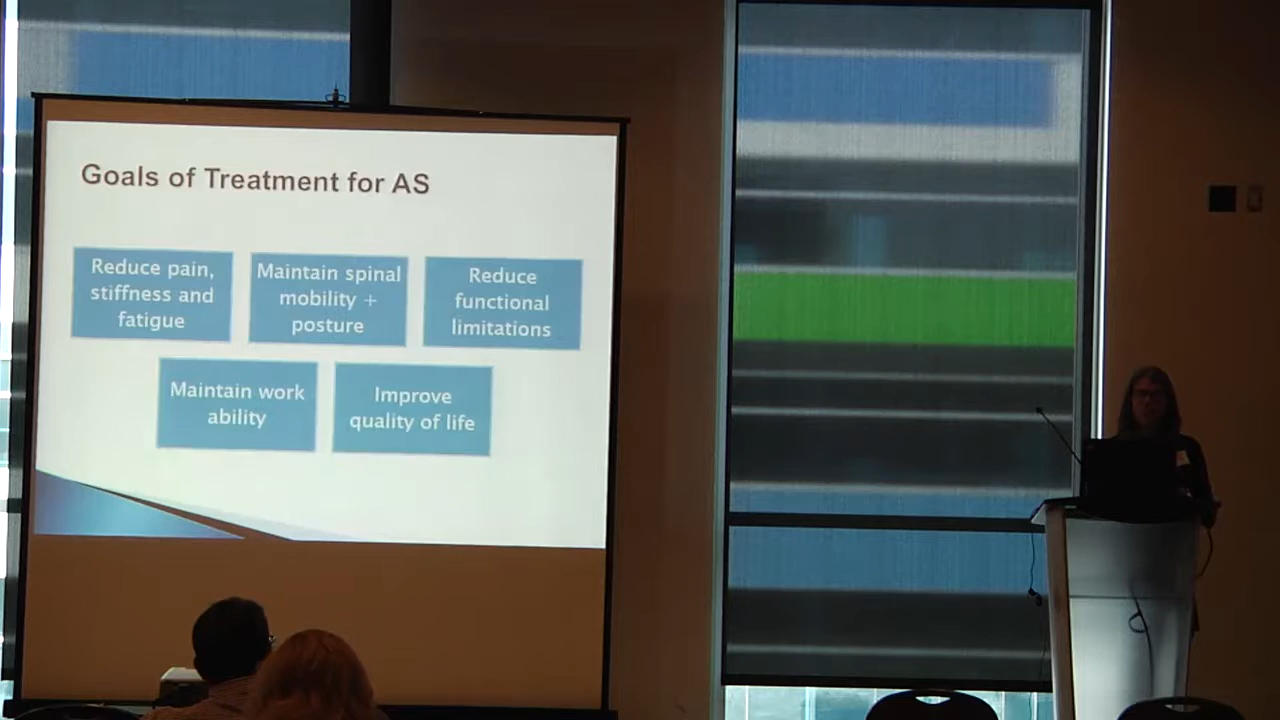 Goals of Treatment for AS
Reduce pain,
stiffness and
fatigue
Maintain spinal
mobility +
posture
Reduce
functional
limitations
Maintain work
ability
Improve
quality of life